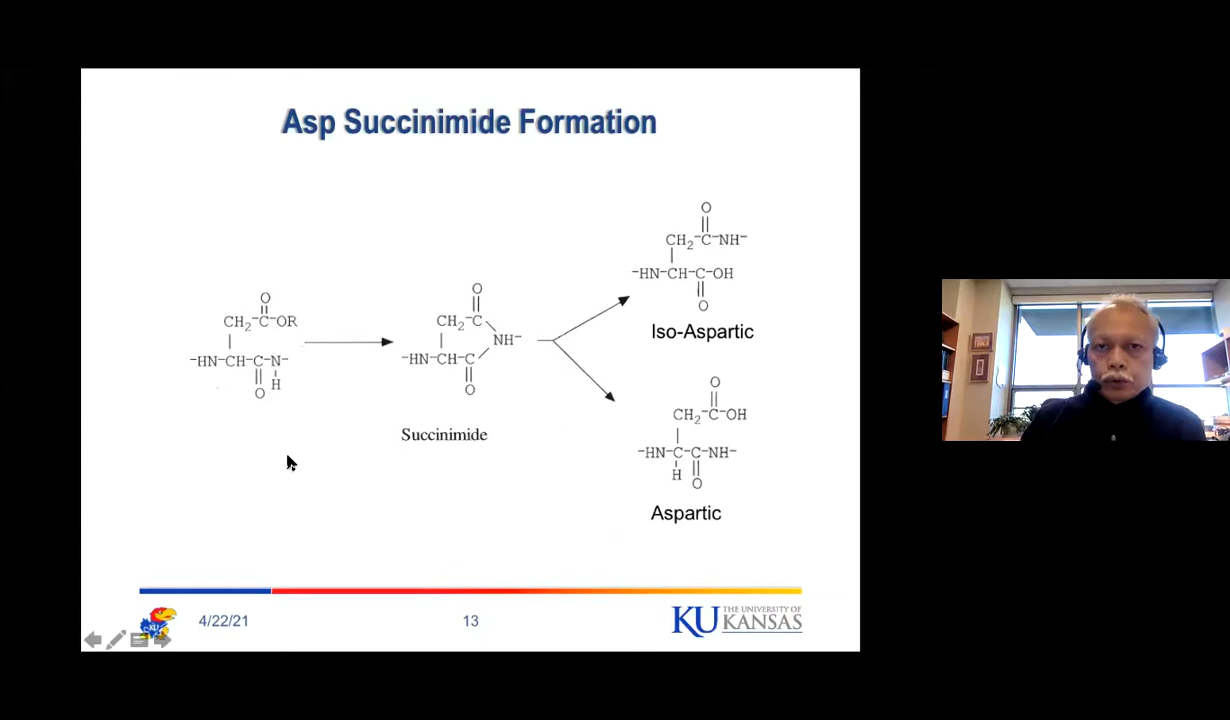 Asp Succinimide Formation
O
CH2-C-OR
-HN-CH-C-N-
O H
O
CH2-C
NH-
-HN-CH-C
O
Succinimide
O
CH2-C-NH-
-HN-CH-C-OH
O
Iso-Aspartic
O
CH2-C-OH
-HN-C-C-NH-
H O
Aspartic
4/22/21
13
KU THE UNIVERSITY OF
KANSAS